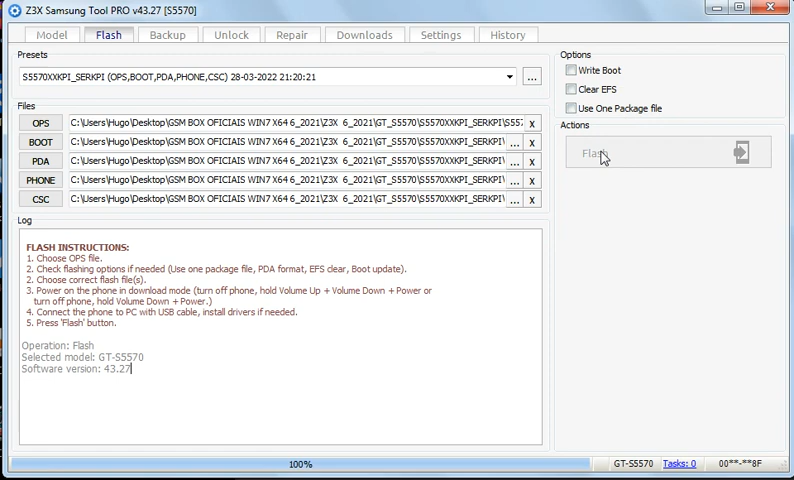 Z3X Samsung Tool PRO v43.27 [S5570]
Model Flash Backup Unlock Repair Downloads Settings History
Presets
S5570XXKPI_SERKPI (OPS,BOOT,PDA,PHONE,CSC) 28-03-2022 21:20:21 ...
Files
OPS C:\Users\Hugo\Desktop\GSM BOX OFICIAIS WIN7 X64 6_2021\Z3X 6_2021\GT_S5570\S5570XXKPI_SERKPI\S557 x
BOOT C:\Users\Hugo\Desktop\GSM BOX OFICIAIS WIN7 X64 6_2021\Z3X 6_2021\GT_S5570\S5570XXKPI_SERKPI\ ... x
PDA C:\Users\Hugo\Desktop\GSM BOX OFICIAIS WIN7 X64 6_2021\Z3X 6_2021\GT_S5570\S5570XXKPI_SERKPI\ ... x
PHONE C:\Users\Hugo\Desktop\GSM BOX OFICIAIS WIN7 X64 6_2021\Z3X 6_2021\GT_S5570\S5570XXKPI_SERKPI\ ... x
CSC C:\Users\Hugo\Desktop\GSM BOX OFICIAIS WIN7 X64 6_2021\Z3X 6_2021\GT_S5570\S5570XXKPI_SERKPI\ ... x
Options
Write Boot
Clear EFS
Use One Package file
Actions
Flash
Log
FLASH INSTRUCTIONS:
1. Choose OPS file.
2. Check flashing options if needed (Use one package file, PDA format, EFS clear, Boot update).
2. Choose correct flash file(s).
3. Power on the phone in download mode (turn off phone, hold Volume Up + Volume Down + Power or
turn off phone, hold Volume Down + Power.)
4. Connect the phone to PC with USB cable, install drivers if needed.
5. Press 'Flash' button.
Operation: Flash
Selected model: GT-S5570
Software version: 43.27
100% GT-S5570 Tasks: 0 00**-**8F